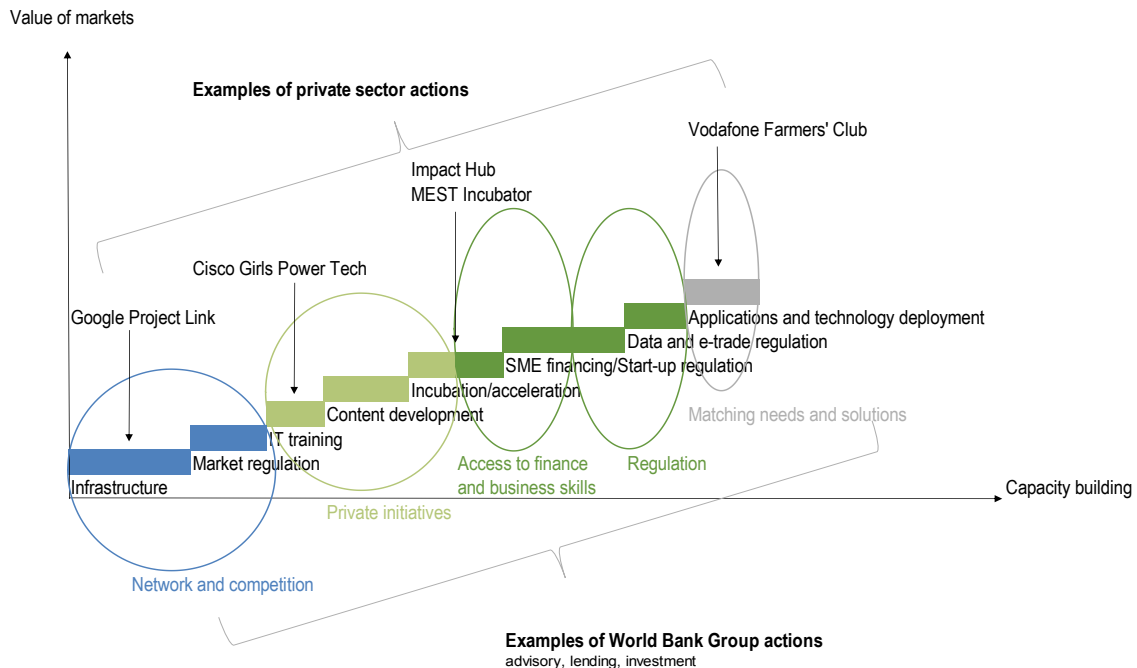 Value of markets
Examples of private sector actions
Vodafone Farmers' Club
Impact Hub
MEST Incubator
Cisco Girls Power Tech
Google Project Link
Applications and technology deployment
Data and e-trade regulation
SME financing/Start-up regulation
Incubation/acceleration
Content development
IT training
Market regulation
Infrastructure
Matching needs and solutions
Access to finance
and business skills
Regulation
Capacity building
Private initiatives
Network and competition
Examples of World Bank Group actions
advisory, lending, investment